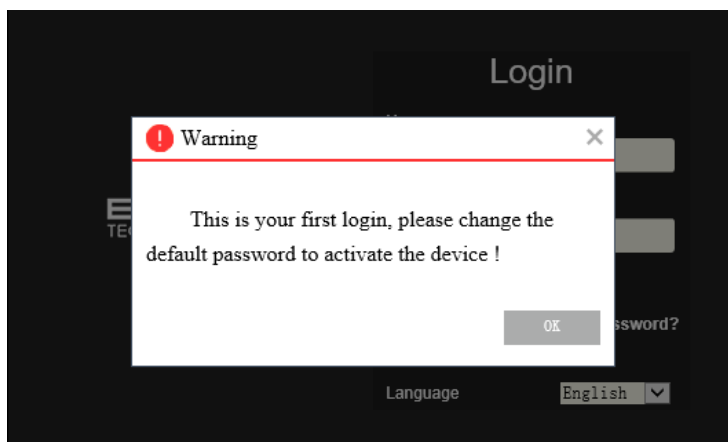 Login
Warning
This is your first login, please change the
default password to activate the device !
OK
ssword?
Language
English